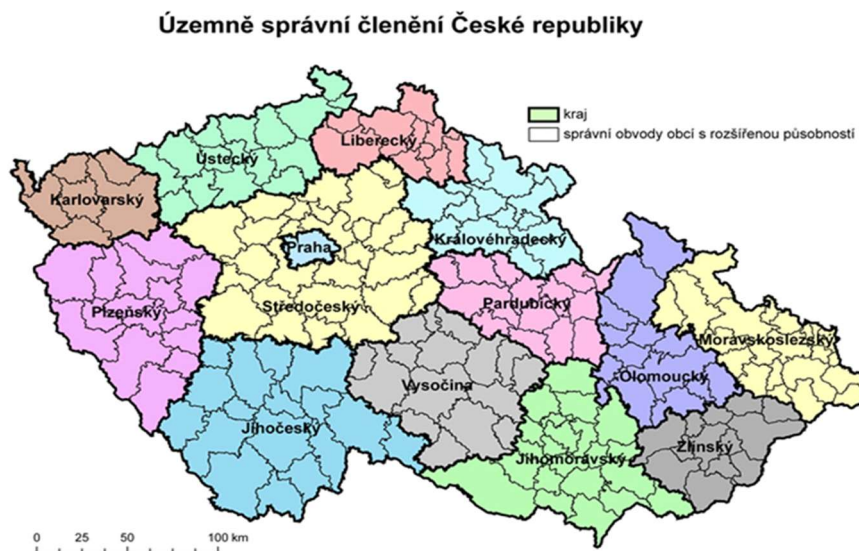 Územně správní členění České republiky
kraj
správní obvody obcí s rozšířenou působností
Liberecký
Ústecký
Karlovarský
Královéhradecký
Praha
Středočeský
Pardubický
Plzeňský
Moravskoslezský
Olomoucký
Vysočina
Jihočeský
Zlínský
Jihomoravský
0 25 50 100 km